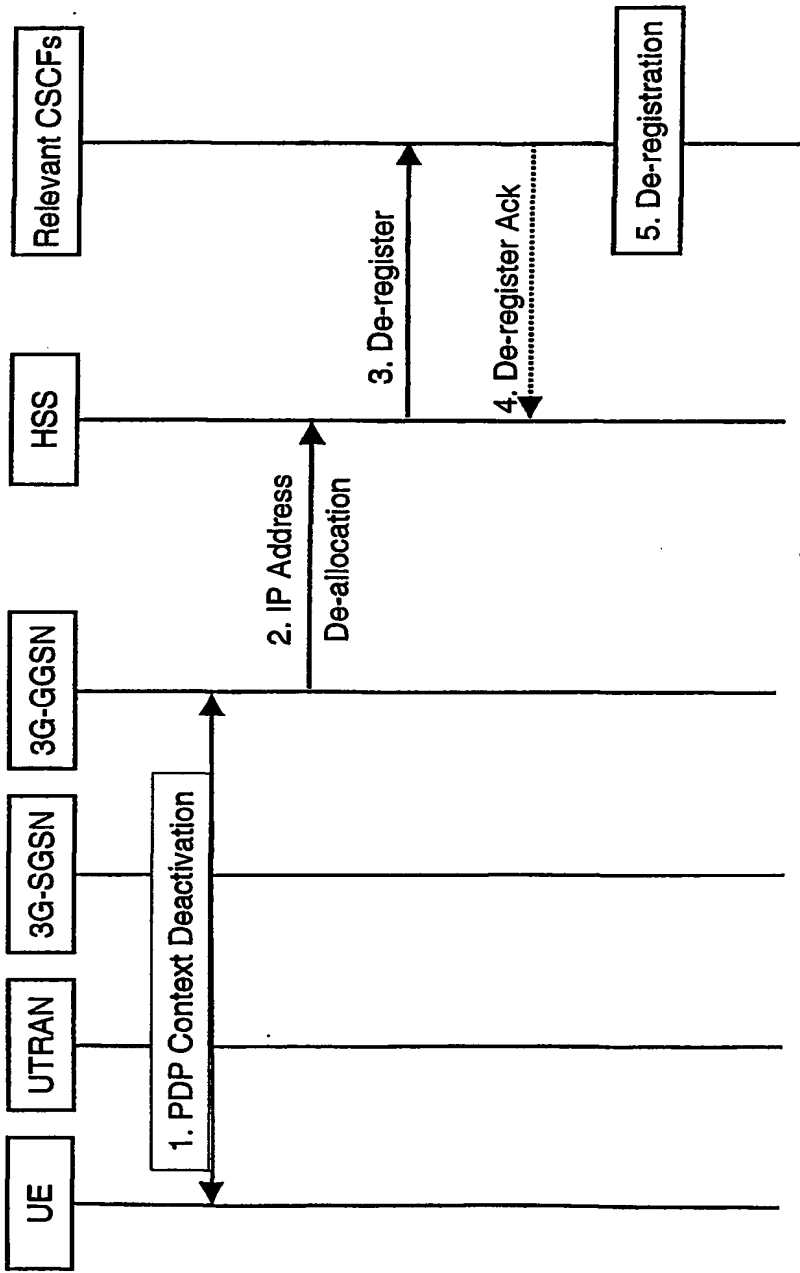 UE
UTRAN
3G-SGSN
3G-GGSN
HSS
Relevant CSCFs
1. PDP Context Deactivation
2. IP Address
De-allocation
3. De-register
4. De-register Ack
5. De-registration